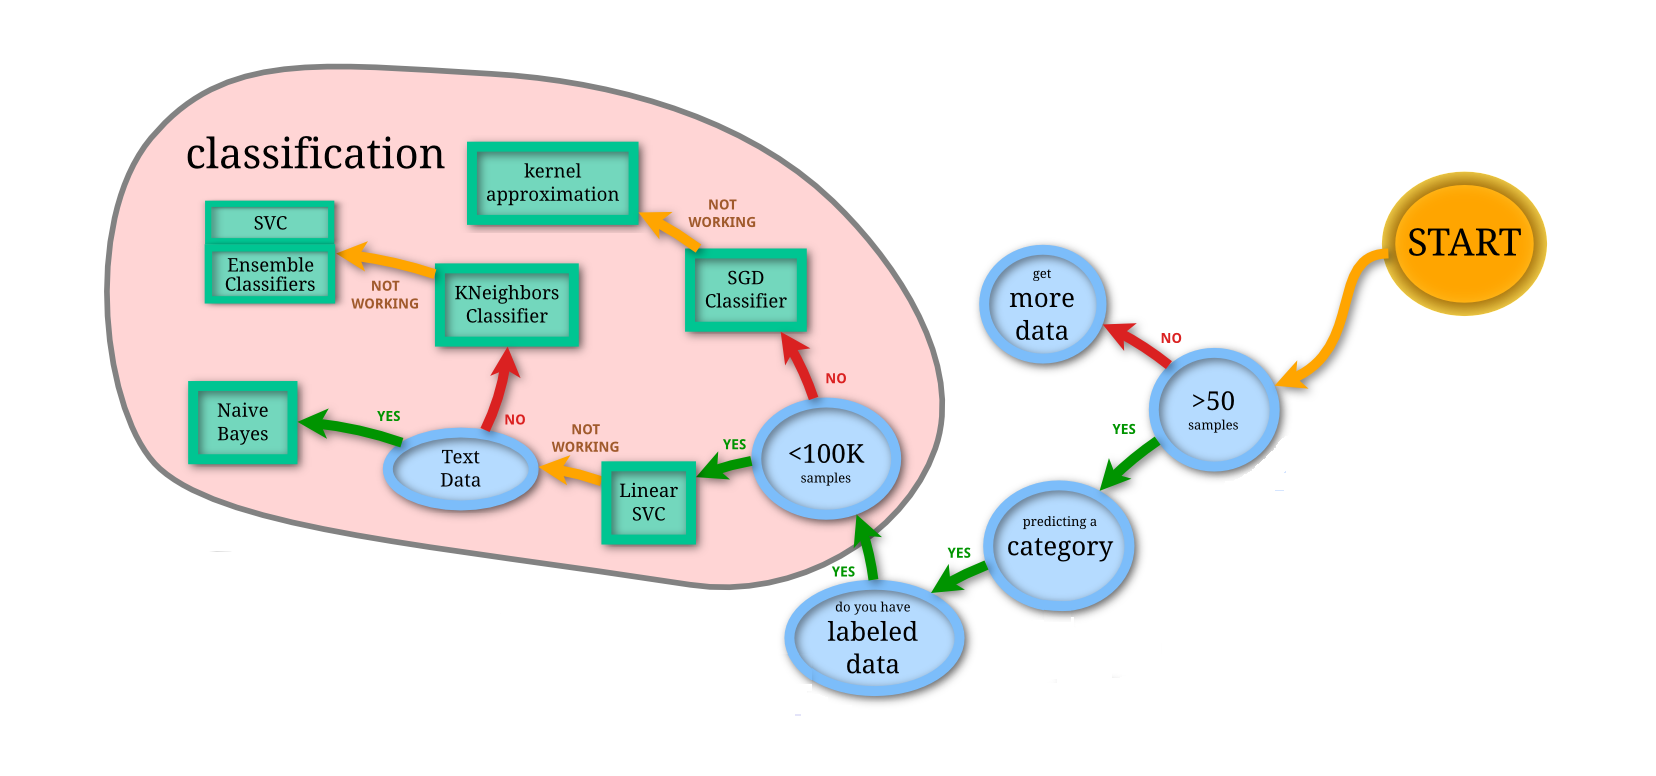 classification
kernel
approximation
NOT
WORKING
SVC
Ensemble
Classifiers
NOT
WORKING
KNeighbors
Classifier
SGD
Classifier
START
get
more
data
NO
NO
>50
samples
Naive
Bayes
YES
NO
NOT
WORKING
YES
<100K
samples
YES
Text
Data
Linear
SVC
predicting a
category
YES
YES
do you have
labeled
data